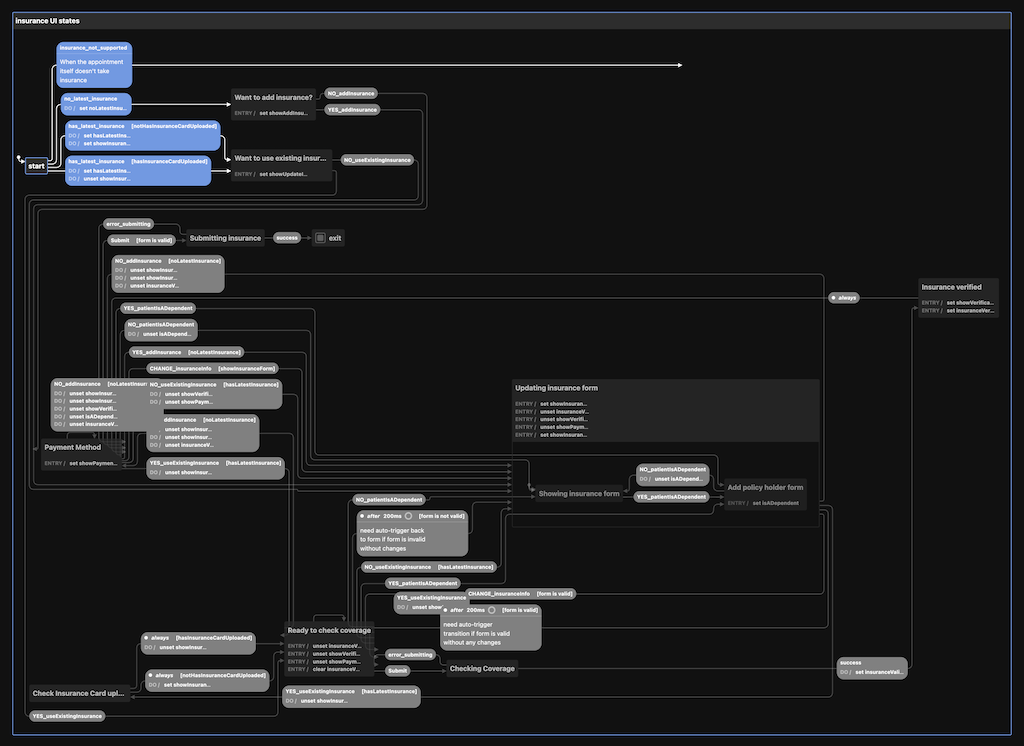 insurance UI states
insurance_not_supported
When the appointment
itself doesn't take
insurance
no_latest_insurance
DO / set noLatestInsu...
Want to add insurance?
ENTRY / set showAddInsu...
NO_addInsurance
YES_addInsurance
has_latest_insurance [notHasInsuranceCardUploaded]
DO / set hasLatestIns...
DO / set showInsuran...
start
has_latest_insurance [hasInsuranceCardUploaded]
DO / set hasLatestIns...
DO / unset showInsur...
Want to use existing insur...
ENTRY / set showUpdateI...
NO_useExistingInsurance
error_submitting
Submit [form is valid]
Submitting insurance
success
exit
NO_addInsurance [noLatestInsurance]
DO / unset showInsur...
DO / unset showInsur...
DO / unset insuranceV...
always
Insurance verified
ENTRY / set showVerifica...
ENTRY / set insuranceVer...
YES_patientIsADependent
NO_patientIsADependent
DO / unset isADepend...
YES_addInsurance [noLatestInsurance]
CHANGE_insuranceInfo [showInsuranceForm]
NO_addInsurance [noLatestInsur
DO / unset showInsur...
DO / unset showInsur...
DO / unset showVerifi...
DO / unset isADepend...
DO / unset insuranceV...
NO_useExistingInsurance [hasLatestInsurance]
DO / unset showVerifi...
DO / unset showPaym...
ddInsurance [noLatestInsurance]
unset showInsur...
DO / unset showInsur...
DO / unset insuranceV...
Payment Method
ENTRY / set showPaymen...
YES_useExistingInsurance [hasLatestInsurance]
DO / unset showInsur...
Updating insurance form
ENTRY / set showInsuran...
ENTRY / unset insuranceV...
ENTRY / unset showVerifi...
ENTRY / unset showPaym...
ENTRY / set showInsuran...
Showing insurance form
NO_patientIsADependent
DO / unset isADepend...
YES_patientIsADependent
Add policy holder form
ENTRY / set isADependent
NO_patientIsADependent
after 200ms [form is not valid]
need auto-trigger back
to form if form is invalid
without changes
NO_useExistingInsurance [hasLatestInsurance]
YES_patientIsADependent
YES_useExistingInsurance
DO / unset show
CHANGE_insuranceInfo [form is valid]
after 200ms [form is valid]
need auto-trigger
transition if form is valid
without any changes
Ready to check coverage
ENTRY / unset insuranceV...
ENTRY / unset showVerifi...
ENTRY / unset showPaym...
ENTRY / clear insuranceV...
error_submitting
Submit
Checking Coverage
success
DO / set insuranceVali...
always [hasInsuranceCardUploaded]
DO / unset showInsur...
always [notHasInsuranceCardUploaded]
DO / set showInsuran...
Check Insurance Card upl...
YES_useExistingInsurance [hasLatestInsurance]
DO / unset showInsur...
YES_useExistingInsurance